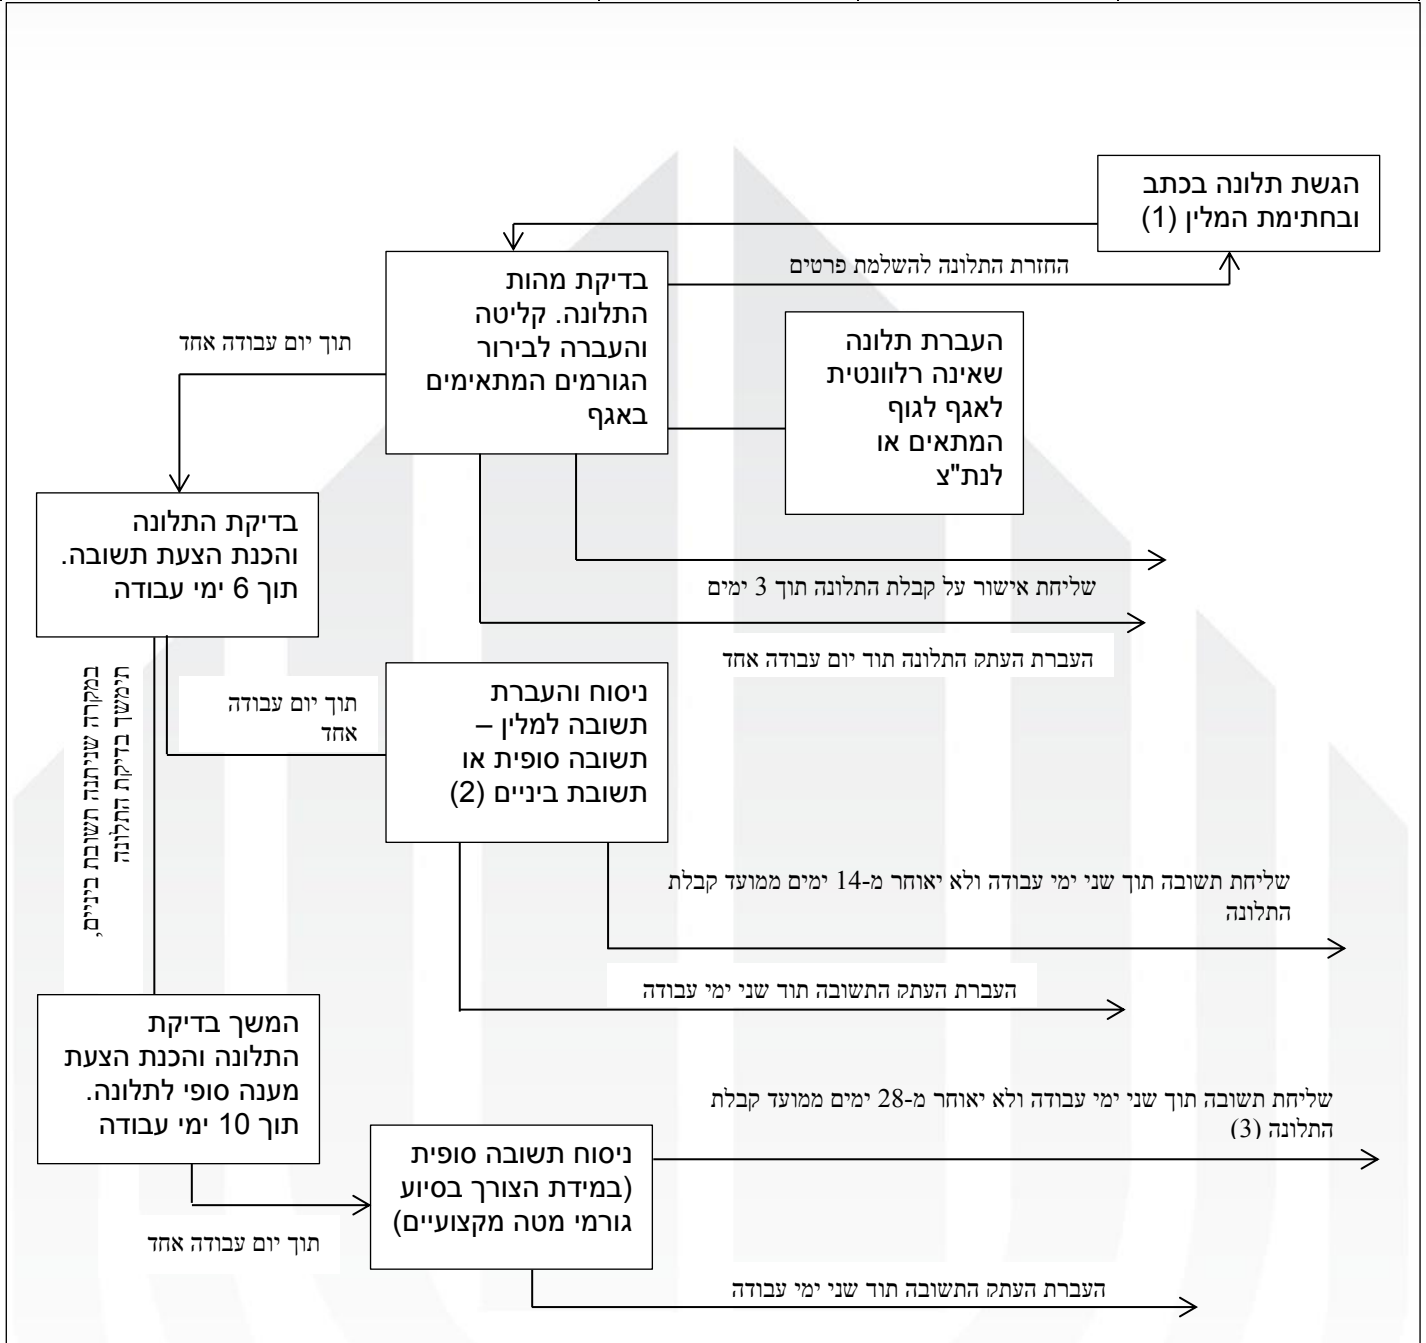 הגשת תלונה בכתב
ובחתימת המלין (1)
החזרת התלונה להשלמת פרטים
בדיקת מהות
התלונה. קליטה
והעברה לבירור
הגורמים המתאימים
באגף
העברת תלונה
שאינה רלוונטית
לאגף לגוף
המתאים או
לנת"צ
תוך יום עבודה אחד
בדיקת התלונה
והכנת הצעת תשובה.
תוך 6 ימי עבודה
שליחת אישור על קבלת התלונה תוך 3 ימים
העברת העתק התלונה תוך יום עבודה אחד
ניסוח והעברת
תשובה למלין –
תשובה סופית או
תשובת ביניים (2)
תוך יום עבודה
אחד
במקרה שניתנה תשובת ביניים,
תימשך בדיקת התלונה
שליחת תשובה תוך שני ימי עבודה ולא יאוחר מ-14 ימים ממועד קבלת
התלונה
העברת העתק התשובה תוך שני ימי עבודה
המשך בדיקת
התלונה והכנת הצעת
מענה סופי לתלונה.
תוך 10 ימי עבודה
שליחת תשובה תוך שני ימי עבודה ולא יאוחר מ-28 ימים ממועד קבלת
התלונה (3)
ניסוח תשובה סופית
(במידת הצורך בסיוע
גורמי מטה מקצועיים)
תוך יום עבודה אחד
העברת העתק התשובה תוך שני ימי עבודה